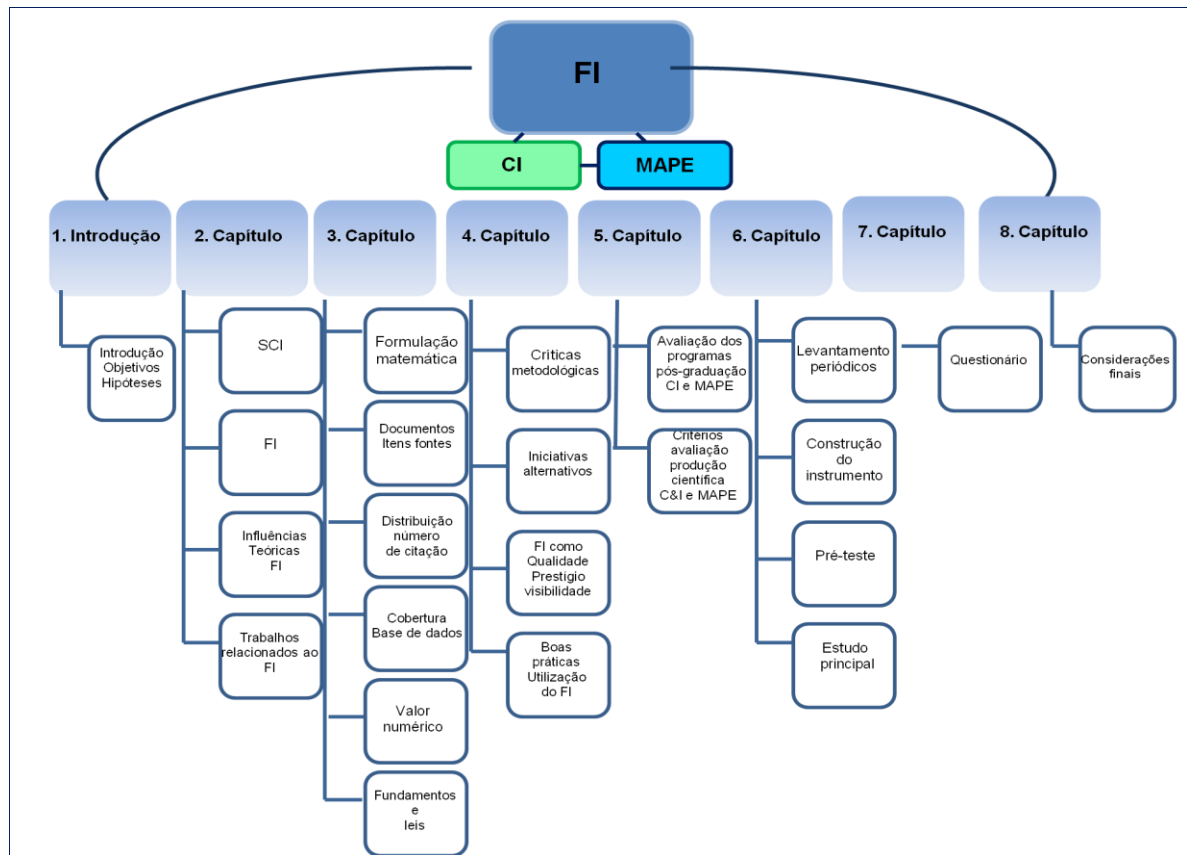 FI
CI
MAPE
1. Introdução
2. Capítulo
3. Capítulo
4. Capítulo
5. Capítulo
6. Capítulo
7. Capítulo
8. Capítulo
Introdução
Objetivos
Hipóteses
SCI
FI
Influências
Teóricas
FI
Trabalhos
relacionados ao
FI
Formulação
matemática
Documentos
Itens fontes
Distribuição
número
de citação
Cobertura
Base de dados
Valor
numérico
Fundamentos
e
leis
Criticas
metodológicas
Iniciativas
alternativos
FI como
Qualidade
Prestígio
visibilidade
Boas
práticas
Utilização
do FI
Avaliação dos
programas
pós-graduação
CI e MAPE
Critérios
avaliação
produção
científica
C&I e MAPE
Levantamento
periódicos
Construção
do
instrumento
Pré-teste
Estudo
principal
Questionário
Considerações
finais